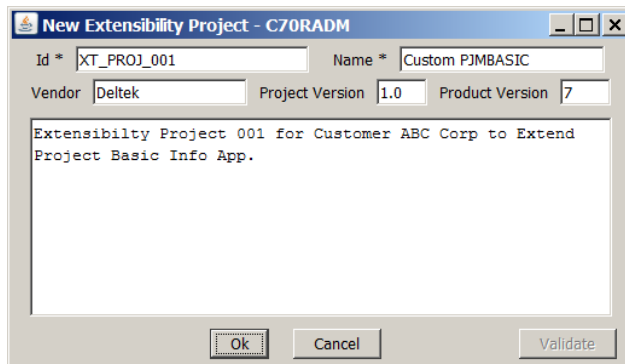 New Extensibility Project - C70RADM
Id * XT_PROJ_001 Name * Custom PJMBASIC
Vendor Deltek Project Version 1.0 Product Version 7
Extensibilty Project 001 for Customer ABC Corp to Extend
Project Basic Info App.
Ok Cancel Validate